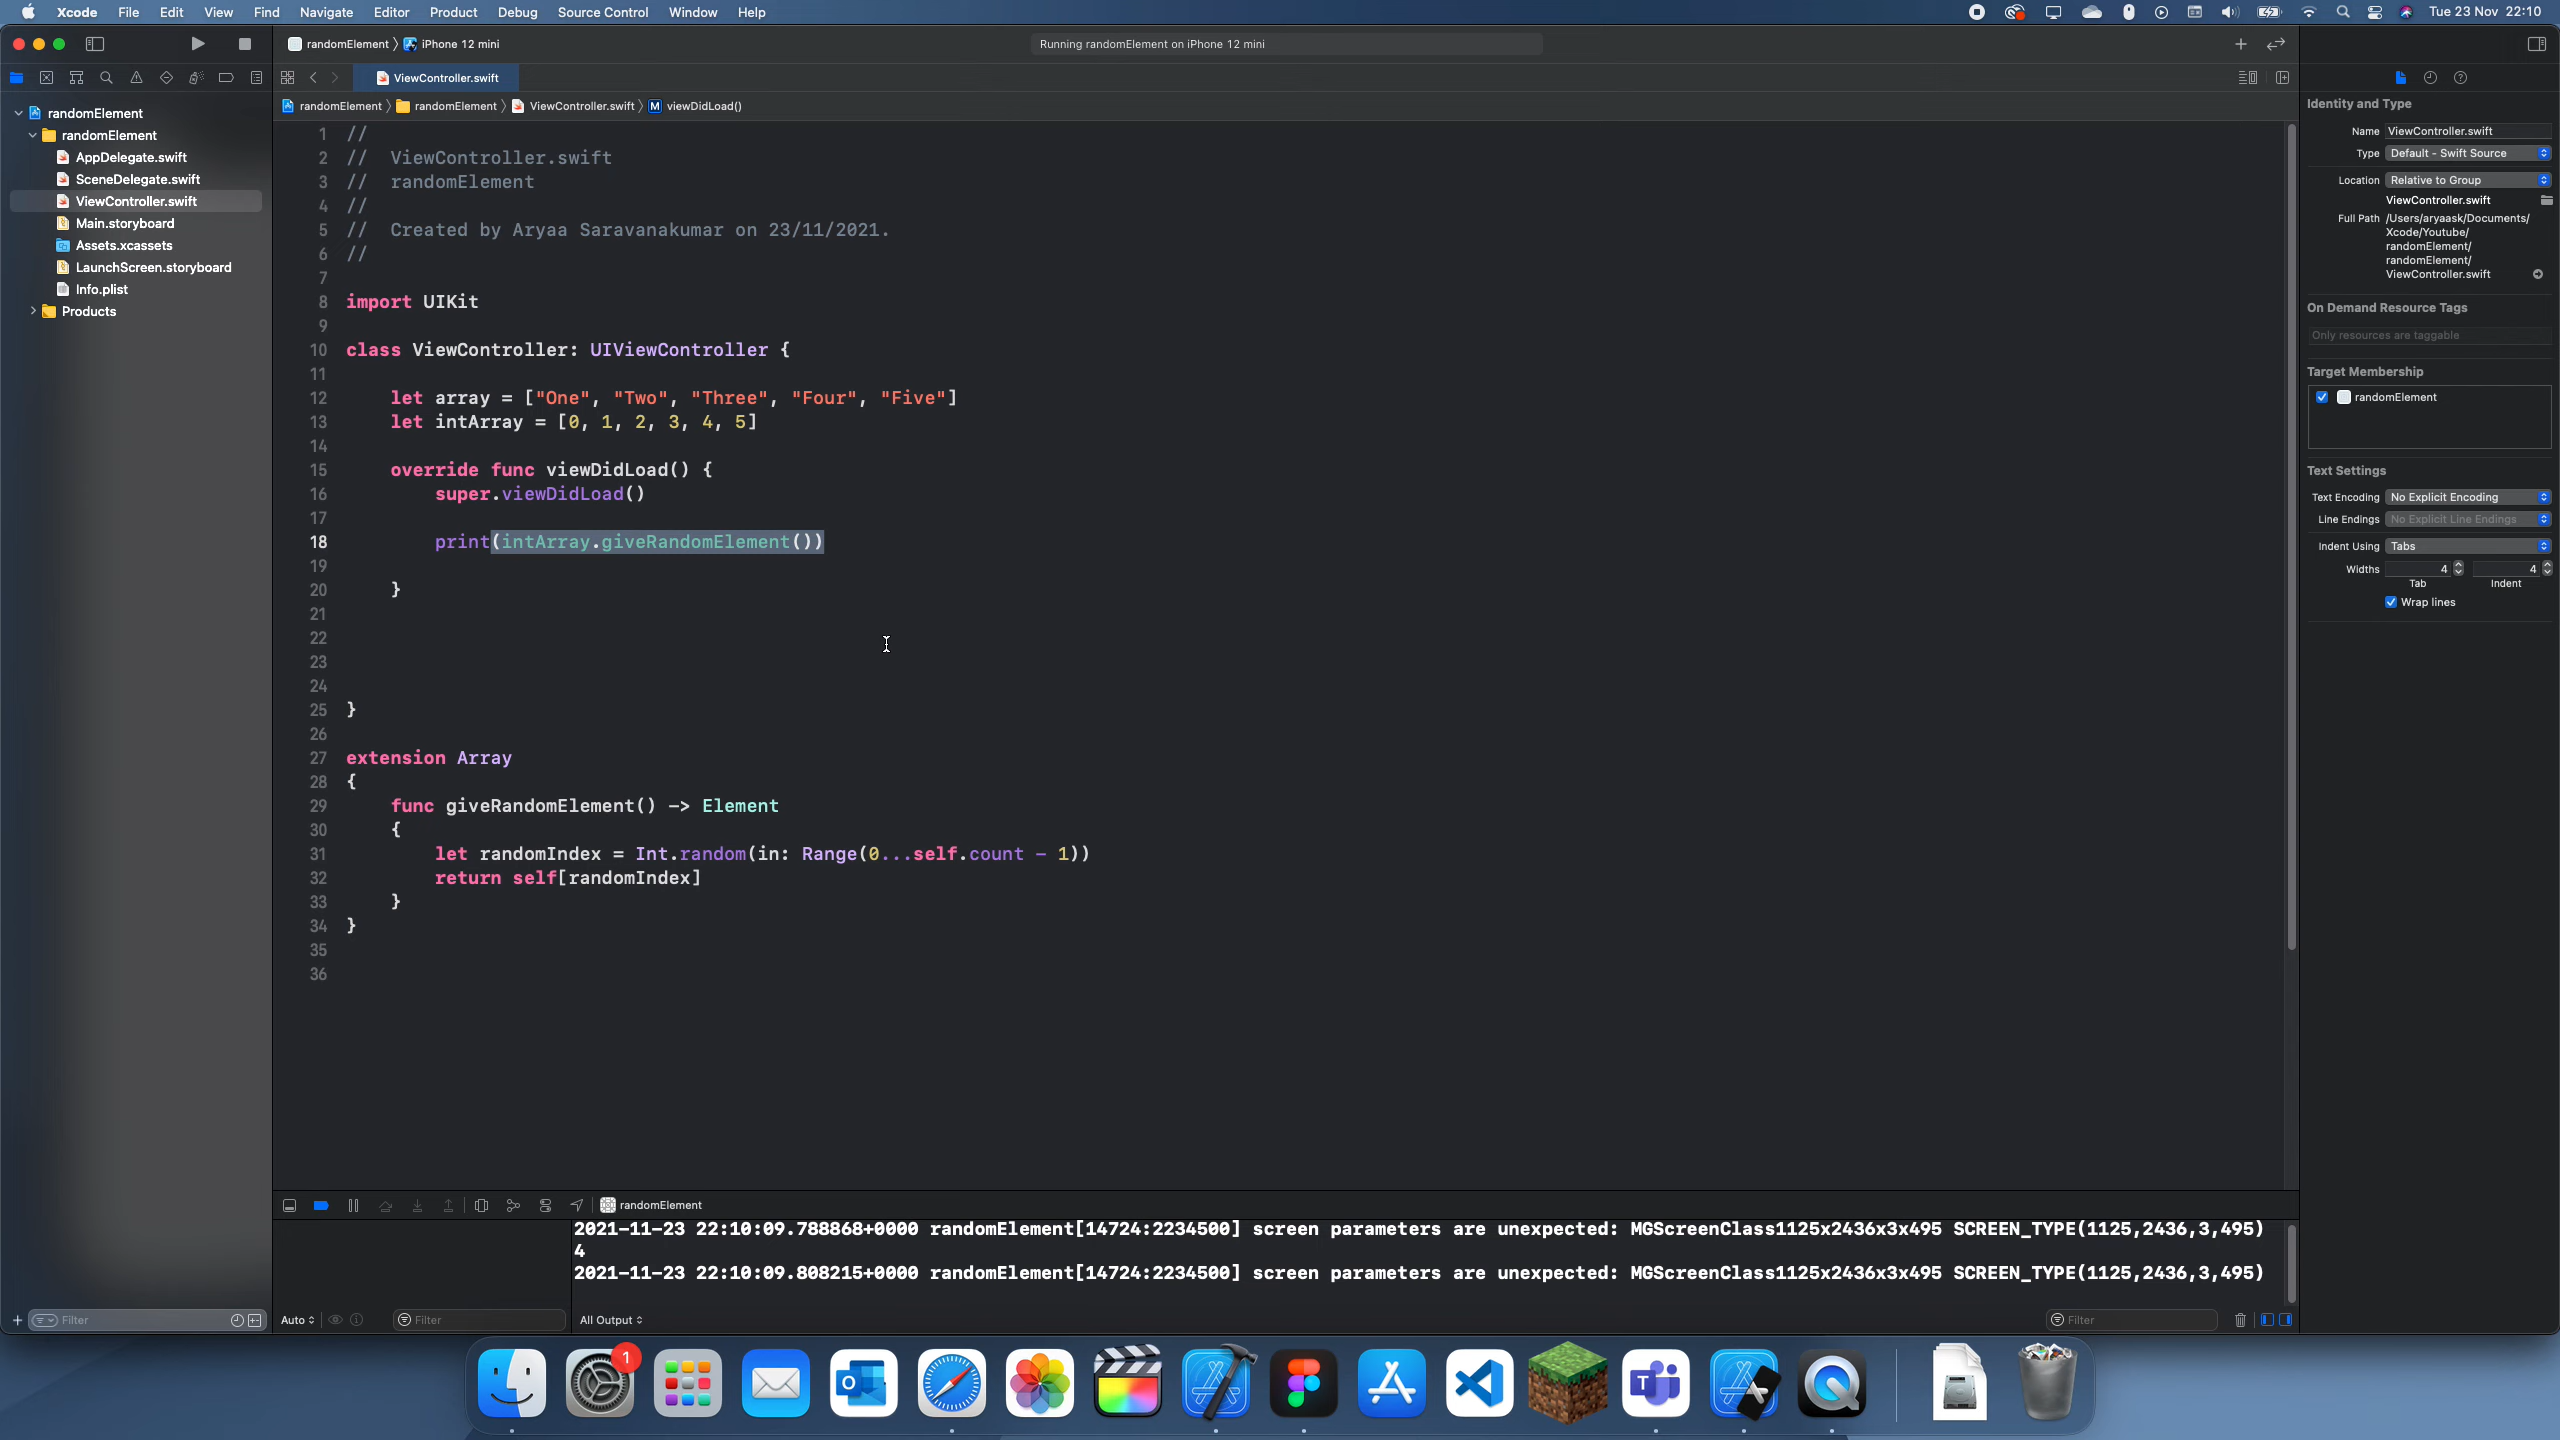 Xcode File Edit View Find Navigate Editor Product Debug Source Control Window Help
Tue 23 Nov 22:10
randomElement
iPhone 12 mini
Running randomElement on iPhone 12 mini
ViewController.swift
randomElement
randomElement
ViewController.swift
M
viewDidLoad()
randomElement
randomElement
AppDelegate.swift
SceneDelegate.swift
ViewController.swift
Main.storyboard
Assets.xcassets
LaunchScreen.storyboard
Info.plist
Products
1 //
2 // ViewController.swift
3 // randomElement
4 //
5 // Created by Aryaa Saravanakumar on 23/11/2021.
6 //
7
8 import UIKit
9
10 class ViewController: UIViewController {
11
12 let array = ["One", "Two", "Three", "Four", "Five"]
13 let intArray = [0, 1, 2, 3, 4, 5]
14
15 override func viewDidLoad() {
16 super.viewDidLoad()
17
18 print(intArray.giveRandomElement())
19
20 }
21
22
23
24
25 }
26
27 extension Array
28 {
29 func giveRandomElement() -> Element
30 {
31 let randomIndex = Int.random(in: Range(0...self.count - 1))
32 return self[randomIndex]
33 }
34 }
35
36
Identity and Type
Name ViewController.swift
Type Default - Swift Source
Location Relative to Group
ViewController.swift
Full Path /Users/aryaask/Documents/
Xcode/Youtube/
randomElement/
randomElement/
ViewController.swift
On Demand Resource Tags
Only resources are taggable
Target Membership
randomElement
Text Settings
Text Encoding No Explicit Encoding
Line Endings No Explicit Line Endings
Indent Using Tabs
Widths 4 4
Tab Indent
Wrap lines
randomElement
2021-11-23 22:10:09.788868+0000 randomElement[14724:2234500] screen parameters are unexpected: MGScreenClass1125x2436x3x495 SCREEN_TYPE(1125,2436,3,495)
4
2021-11-23 22:10:09.808215+0000 randomElement[14724:2234500] screen parameters are unexpected: MGScreenClass1125x2436x3x495 SCREEN_TYPE(1125,2436,3,495)
Filter
Auto
Filter
All Output
Filter
1